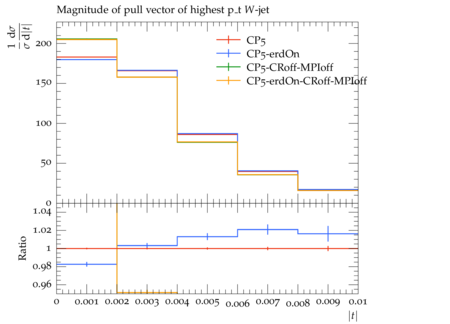 Magnitude of pull vector of highest p_t W-jet
1/σ dσ/d|t|
CP5
CP5-erdOn
CP5-CRoff-MPIoff
CP5-erdOn-CRoff-MPIoff
200
150
100
50
0
Ratio
1.04
1.02
1
0.98
0.96
0 0.001 0.002 0.003 0.004 0.005 0.006 0.007 0.008 0.009 0.01
|t|